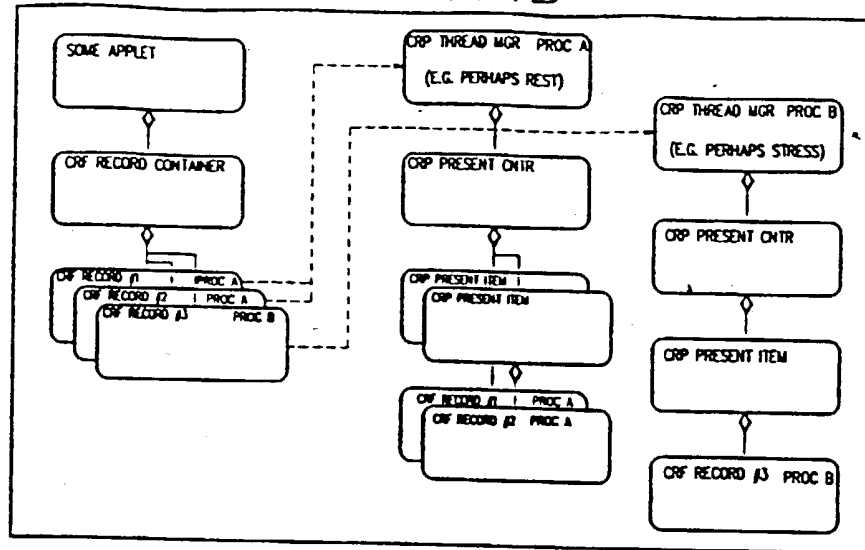 SOME APPLET
CRF RECORD CONTAINER
CRF RECORD #1 PROC A
CRF RECORD #2 PROC A
CRF RECORD #3 PROC B
CRP THREAD MGR PROC A
(E.G. PERHAPS REST)
CRP PRESENT CNTR
CRP PRESENT ITEM
CRP PRESENT ITEM
CRF RECORD #1 PROC A
CRF RECORD #2 PROC A
CRP THREAD MGR PROC B
(E.G. PERHAPS STRESS)
CRP PRESENT CNTR
CRP PRESENT ITEM
CRF RECORD #3 PROC B